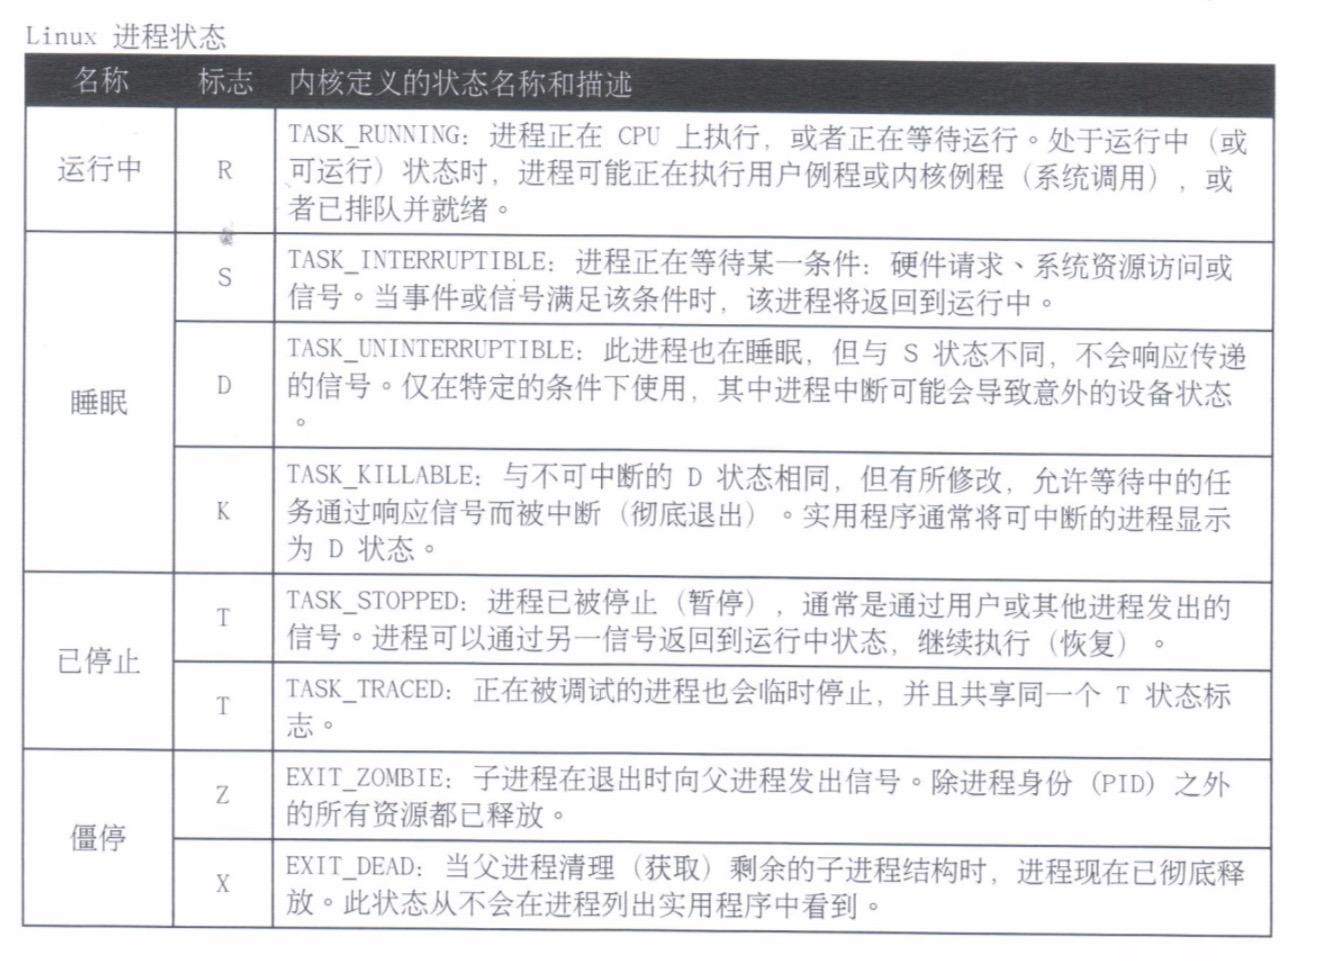 Linux 进程状态
名称 标志 内核定义的状态名称和描述
运行中 R TASK_RUNNING: 进程正在 CPU 上执行，或者正在等待运行。处于运行中（或
可运行）状态时，进程可能正在执行用户例程或内核例程（系统调用），或
者已排队并就绪。
睡眠 S TASK_INTERRUPTIBLE: 进程正在等待某一条件: 硬件请求、系统资源访问或
信号。当事件或信号满足该条件时，该进程将返回到运行中。
D TASK_UNINTERRUPTIBLE: 此进程也在睡眠，但与 S 状态不同，不会响应传递
的信号。仅在特定的条件下使用，其中进程中断可能会导致意外的设备状态
。
K TASK_KILLABLE: 与不可中断的 D 状态相同，但有所修改，允许等待中的任
务通过响应信号而被中断（彻底退出）。实用程序通常将可中断的进程显示
为 D 状态。
已停止 T TASK_STOPPED: 进程已被停止（暂停），通常是通过用户或其他进程发出的
信号。进程可以通过另一信号返回到运行中状态，继续执行（恢复）。
T TASK_TRACED: 正在被调试的进程也会临时停止，并且共享同一个 T 状态标
志。
僵停 Z EXIT_ZOMBIE: 子进程在退出时向父进程发出信号。除进程身份（PID）之外
的所有资源都已释放。
X EXIT_DEAD: 当父进程清理（获取）剩余的子进程结构时，进程现在已彻底释
放。此状态从不会在进程列出实用程序中看到。